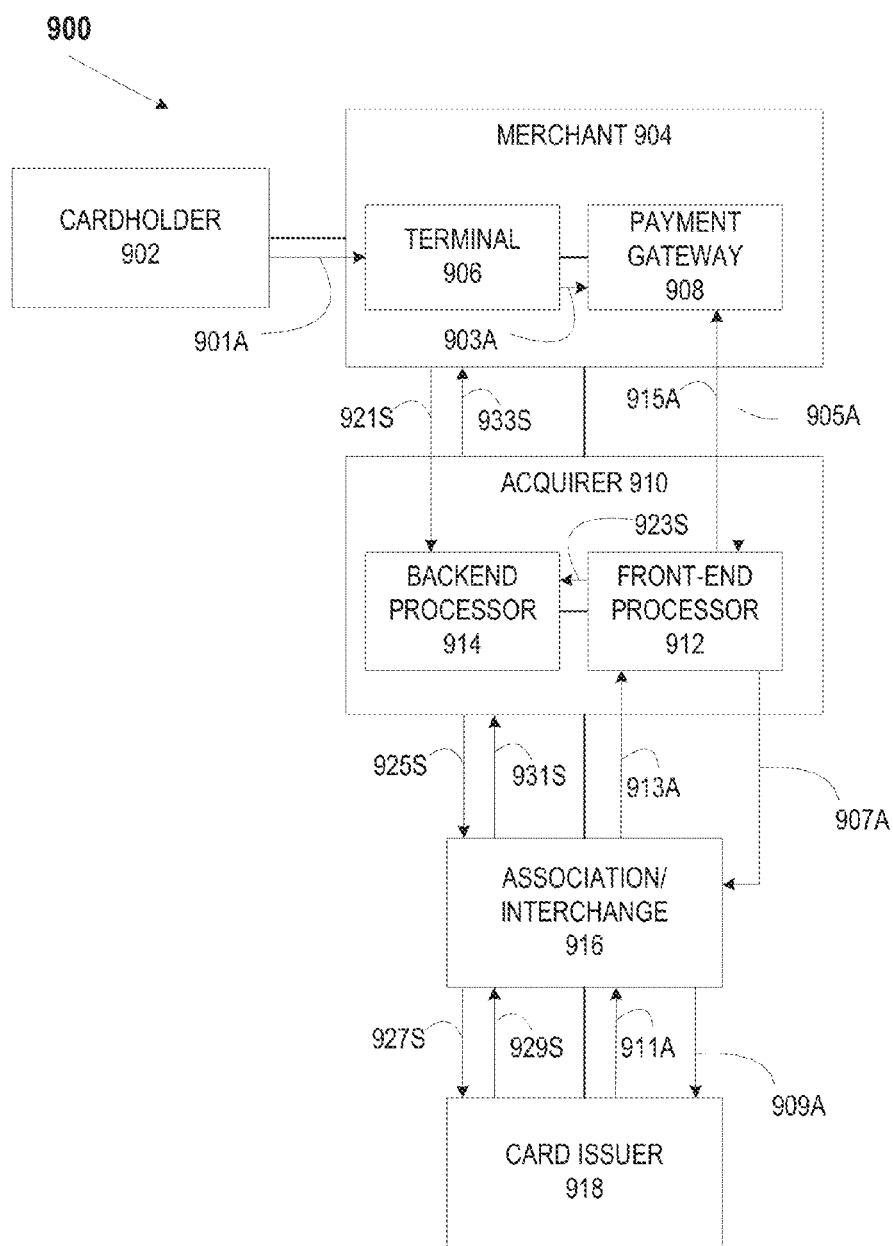 900
MERCHANT 904
CARDHOLDER
902
TERMINAL
906
PAYMENT
GATEWAY
908
901A
903A
921S
933S
915A
905A
ACQUIRER 910
923S
BACKEND
PROCESSOR
914
FRONT-END
PROCESSOR
912
925S
931S
913A
907A
ASSOCIATION/
INTERCHANGE
916
927S
929S
911A
909A
CARD ISSUER
918